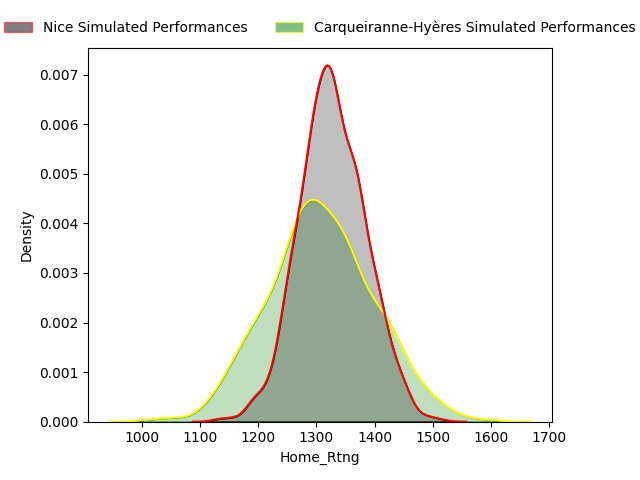 Nice Simulated Performances
Carqueiranne-Hyères Simulated Performances
0.007
0.006
0.005
0.004
0.003
0.002
0.001
0.000
Density
1000 1100 1200 1300 1400 1500 1600 1700
Home_Rtng